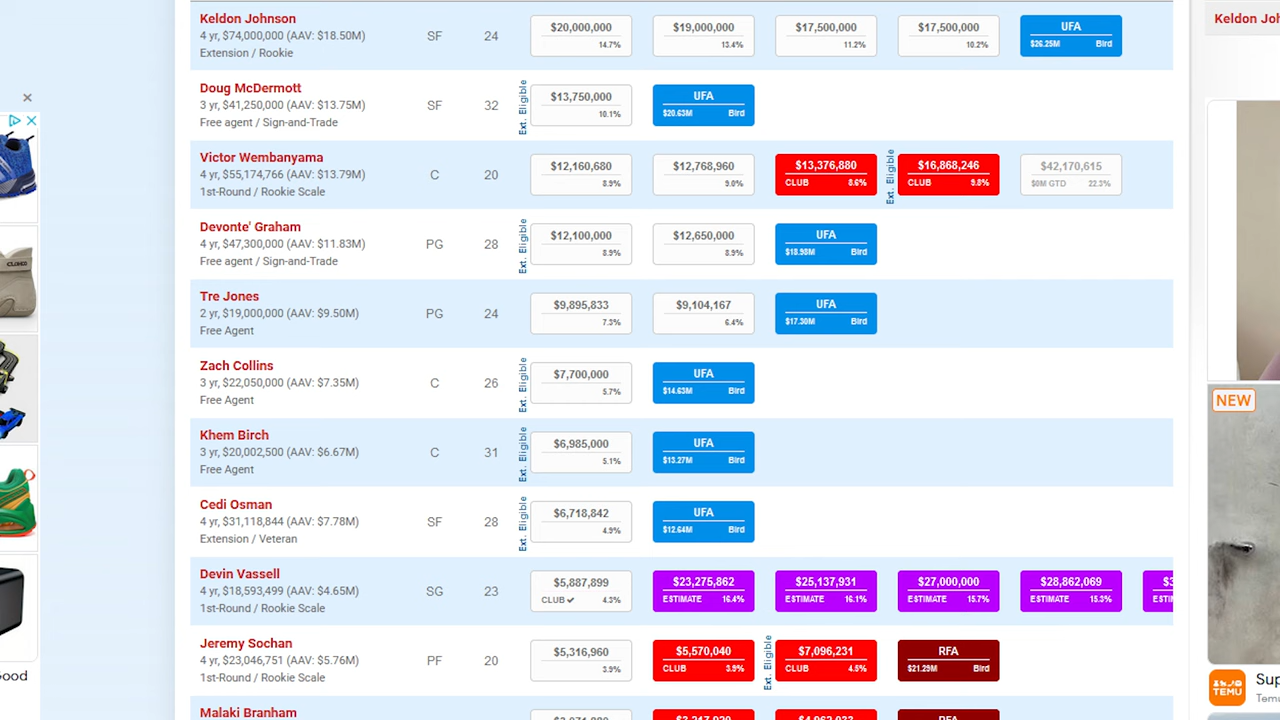 Keldon Johnson
4 yr, $74,000,000 (AAV: $18.50M)
Extension / Rookie
SF
24
$20,000,000
14.7%
$19,000,000
13.4%
$17,500,000
11.2%
$17,500,000
10.2%
UFA
$26.25M Bird
Doug McDermott
3 yr, $41,250,000 (AAV: $13.75M)
Free agent / Sign-and-Trade
SF
32
Ext. Eligible
$13,750,000
10.1%
UFA
$20.63M Bird
Victor Wembanyama
4 yr, $55,174,766 (AAV: $13.79M)
1st-Round / Rookie Scale
C
20
$12,160,680
8.9%
$12,768,960
9.0%
$13,376,880
CLUB 8.6%
Ext. Eligible
$16,868,246
CLUB 9.8%
$42,170,615
$0M GTD 22.3%
Devonte' Graham
4 yr, $47,300,000 (AAV: $11.83M)
Free agent / Sign-and-Trade
PG
28
Ext. Eligible
$12,100,000
8.9%
$12,650,000
8.9%
UFA
$18.98M Bird
Tre Jones
2 yr, $19,000,000 (AAV: $9.50M)
Free Agent
PG
24
$9,895,833
7.3%
$9,104,167
6.4%
UFA
$17.30M Bird
Zach Collins
3 yr, $22,050,000 (AAV: $7.35M)
Free Agent
C
26
Ext. Eligible
$7,700,000
5.7%
UFA
$14.63M Bird
Khem Birch
3 yr, $20,002,500 (AAV: $6.67M)
Free Agent
C
31
Ext. Eligible
$6,985,000
5.1%
UFA
$13.27M Bird
Cedi Osman
4 yr, $31,118,844 (AAV: $7.78M)
Extension / Veteran
SF
28
Ext. Eligible
$6,718,842
4.9%
UFA
$12.64M Bird
Devin Vassell
4 yr, $18,593,499 (AAV: $4.65M)
1st-Round / Rookie Scale
SG
23
$5,887,899
CLUB ✔ 4.3%
$23,275,862
ESTIMATE 16.4%
$25,137,931
ESTIMATE 16.1%
$27,000,000
ESTIMATE 15.7%
$28,862,069
ESTIMATE 15.3%
Jeremy Sochan
4 yr, $23,046,751 (AAV: $5.76M)
1st-Round / Rookie Scale
PF
20
$5,316,960
3.9%
$5,570,040
CLUB 3.9%
Ext. Eligible
$7,096,231
CLUB 4.5%
RFA
$21.29M Bird
Malaki Branham
Keldon
NEW
TEMU